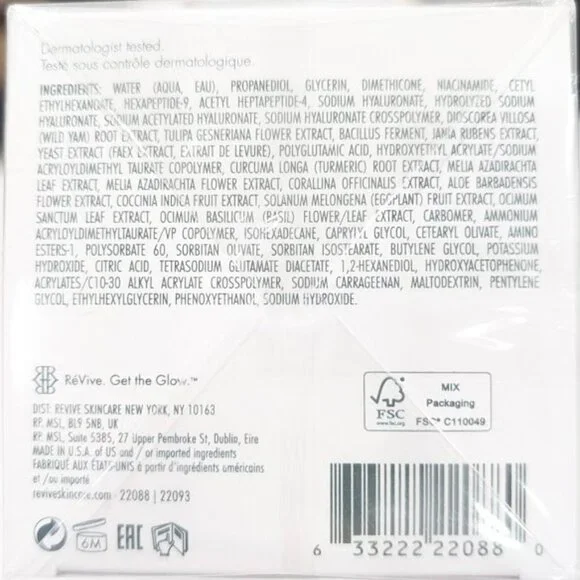 Dermatologist tested.
Testé sous contrôle dermatologique.
INGREDIENTS: WATER (AQUA, EAU), PROPANEDIOL, GLYCERIN, DIMETHICONE, NIACINAMIDE, CETYL
ETHYLHEXANOATE, HEXAPEPTIDE-9, ACETYL HEPTAPEPTIDE-4, SODIUM HYALURONATE, HYDROLYZED SODIUM
HYALURONATE, SODIUM ACETYLATED HYALURONATE, SODIUM HYALURONATE CROSSPOLYMER, DIOSCOREA VILLOSA
(WILD YAM) ROOT EXTRACT, TULIPA GESNERIANA FLOWER EXTRACT, BACILLUS FERMENT, JANIA RUBENS EXTRACT,
YEAST EXTRACT (FAEX EXTRACT, EXTRAIT DE LEVURE), POLYGLUTAMIC ACID, HYDROXYETHYL ACRYLATE/SODIUM
ACRYLOYLDIMETHYL TAURATE COPOLYMER, CURCUMA LONGA (TURMERIC) ROOT EXTRACT, MELIA AZADIRACHTA
LEAF EXTRACT, MELIA AZADIRACHTA FLOWER EXTRACT, CORALLINA OFFICINALIS EXTRACT, ALOE BARBADENSIS
FLOWER EXTRACT, COCCINIA INDICA FRUIT EXTRACT, SOLANUM MELONGENA (EGGPLANT) FRUIT EXTRACT, OCIMUM
SANCTUM LEAF EXTRACT, OCIMUM BASILICUM (BASIL) FLOWER/LEAF EXTRACT, CARBOMER, AMMONIUM
ACRYLOYLDIMETHYLTAURATE/VP COPOLYMER, ISOHEXADECANE, CAPRYLYL GLYCOL, CETEARYL OLIVATE, AMINO
ESTERS-1, POLYSORBATE 60, SORBITAN OLIVATE, SORBITAN ISOSTEARATE, BUTYLENE GLYCOL, POTASSIUM
HYDROXIDE, CITRIC ACID, TETRASODIUM GLUTAMATE DIACETATE, 1,2-HEXANEDIOL, HYDROXYACETOPHENONE,
ACRYLATES/C10-30 ALKYL ACRYLATE CROSSPOLYMER, SODIUM CARRAGEENAN, MALTODEXTRIN, PENTYLENE
GLYCOL, ETHYLHEXYLGLYCERIN, PHENOXYETHANOL, SODIUM HYDROXIDE.
RéVive. Get the Glow.™
DIST: REVIVE SKINCARE NEW YORK, NY 10163
RP. MSL, BL9 5NB, UK
RP. MSL, Suite 5385, 27 Upper Pembroke St, Dublin, Eire
MADE IN U.S.A. of US and / or imported ingredients
FABRIQUÉ AUX ÉTATS-UNIS à partir d'ingrédients américains
et /ou importé
reviveskincare.com - 22088 | 22093
6M
EAC
FSC
www.fsc.org
MIX
Packaging
FSC® C110049
6 33222 22088 0